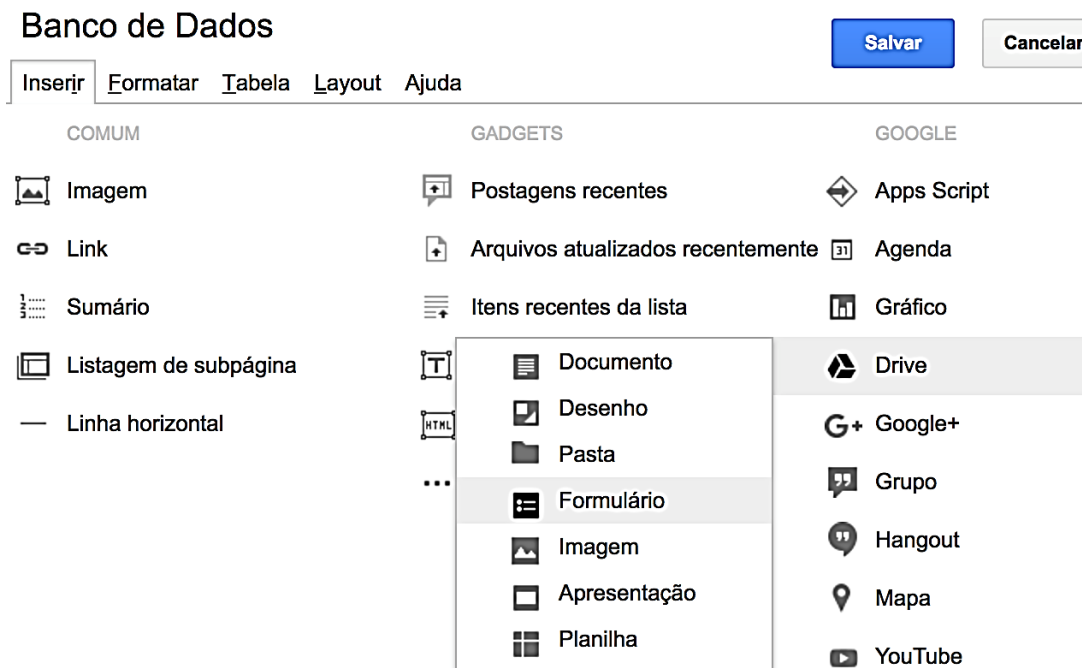 Banco de Dados
Salvar
Cancelar
Inserir Formatar Tabela Layout Ajuda
COMUM
Imagem
Link
Sumário
Listagem de subpágina
Linha horizontal
GADGETS
Postagens recentes
Arquivos atualizados recentemente
Itens recentes da lista
T
HTML
Documento
Desenho
Pasta
Formulário
Imagem
Apresentação
Planilha
GOOGLE
Apps Script
31 Agenda
Gráfico
Drive
G+ Google+
Grupo
Hangout
Mapa
YouTube